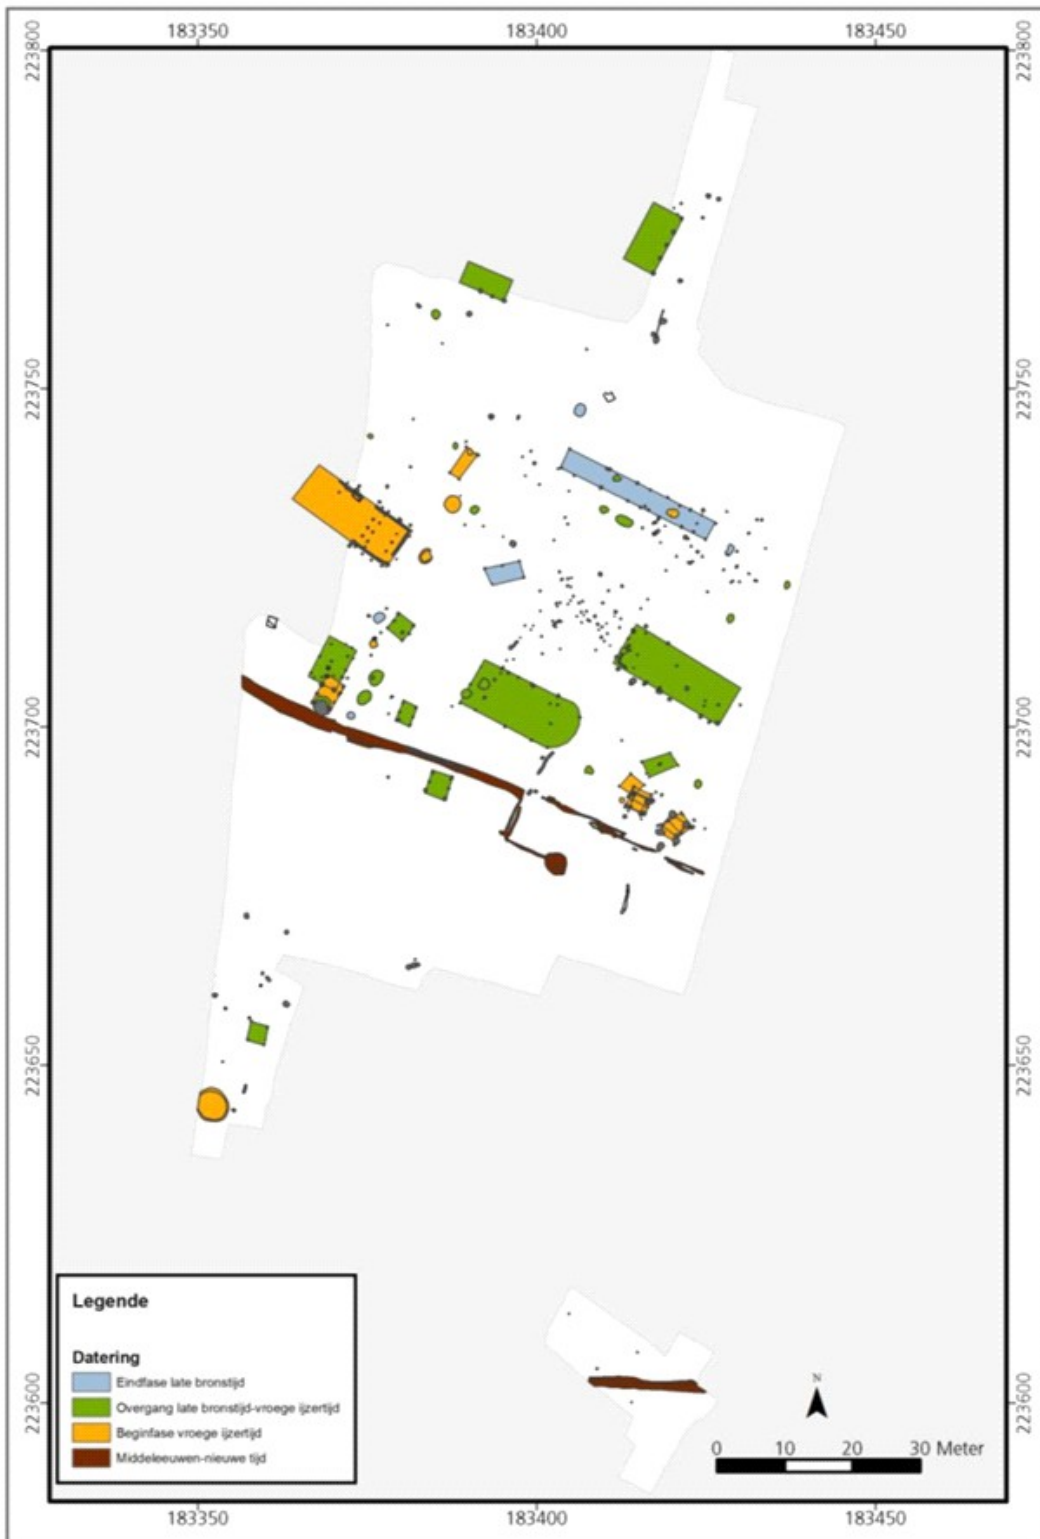 183350 183400 183450
223800 223800
223750 223750
223700 223700
223650 223650
223600 223600
Legende
Datering
Eindfase late bronstijd
Overgang late bronstijd-vroege ijzertijd
Beginfase vroege ijzertijd
Middeleeuwen-nieuwe tijd
N
0 10 20 30 Meter
183350 183400 183450